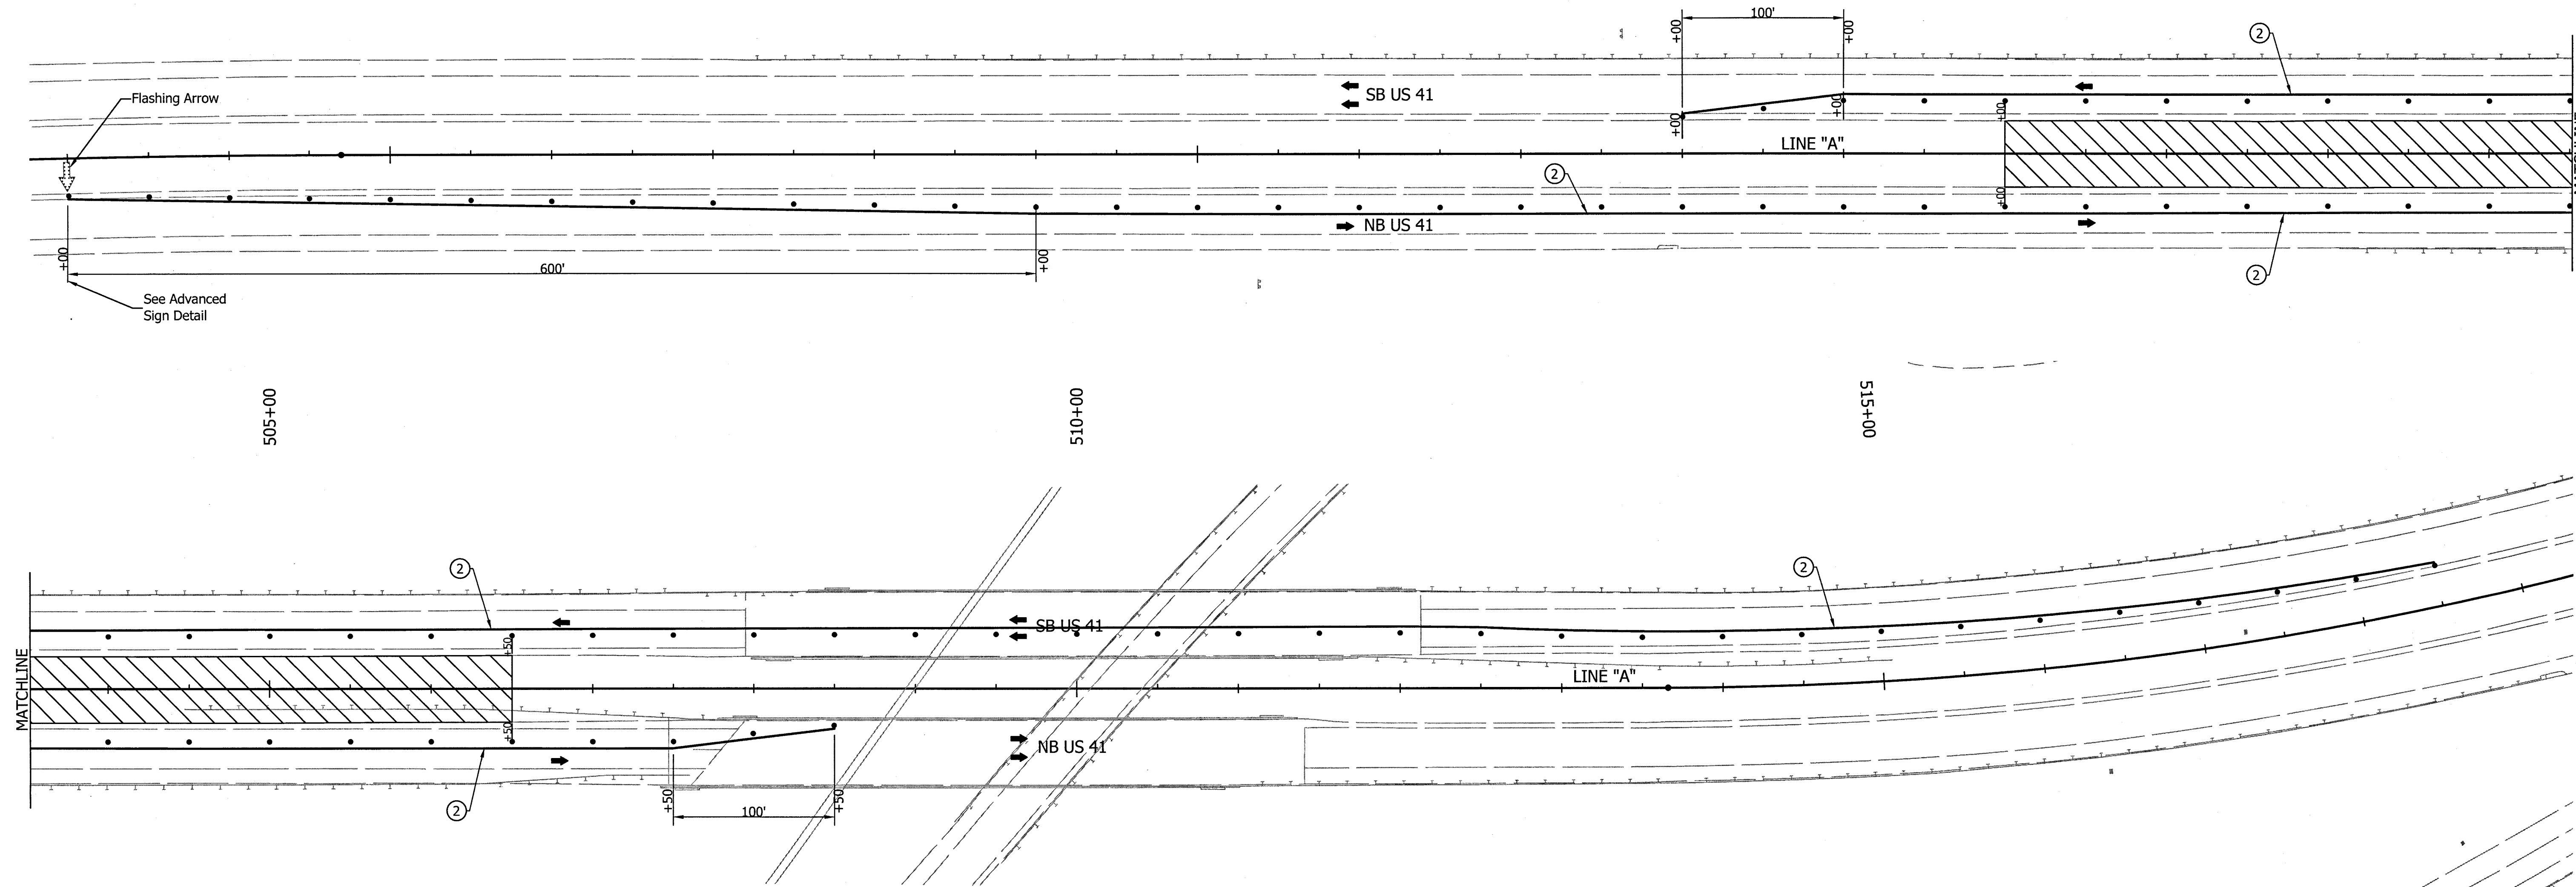 100'
+00
+00
2
Flashing Arrow
SB US 41
+00
+00
+00
LINE "A"
2
+00
NB US 41
+00
+00
600'
2
See Advanced
Sign Detail
505+00
510+00
515+00
2
2
SB US 41
+50
MATCHLINE
LINE "A"
+50
NB US 41
2
+50
100'
+50